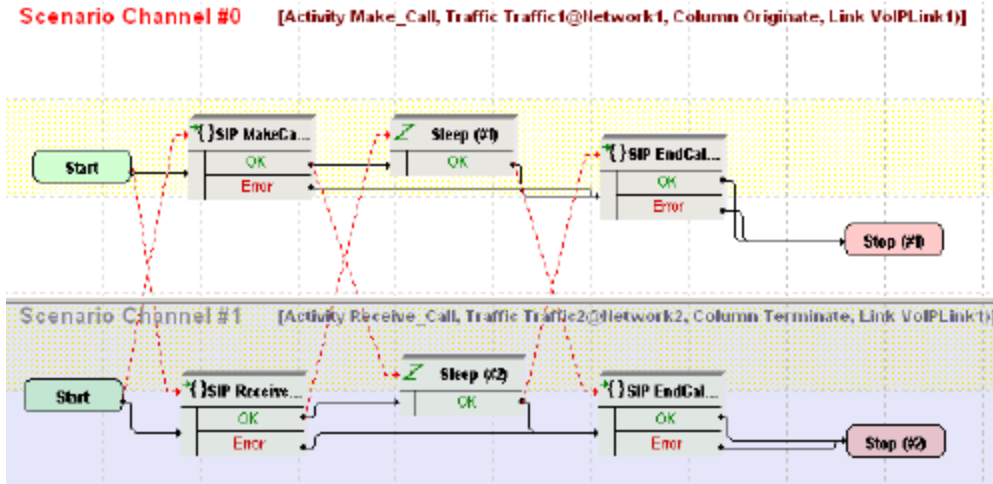 Scenario Channel #0 [Activity Make_Call, Traffic Traffic1@Network1, Column Originate, Link VoIPLink1)]
{}SIP MakeCa...
Sleep (#1)
{}SIP EndCal...
Start
OK
OK
Error
OK
Error
Stop (#1)
Scenario Channel #1 [Activity Receive_Call, Traffic Traffic2@Network2, Column Terminate, Link VoIPLink1)]
Sleep (#2)
Start
{}SIP Receive...
{}SIP EndCal...
OK
OK
OK
Error
Error
Stop (#2)